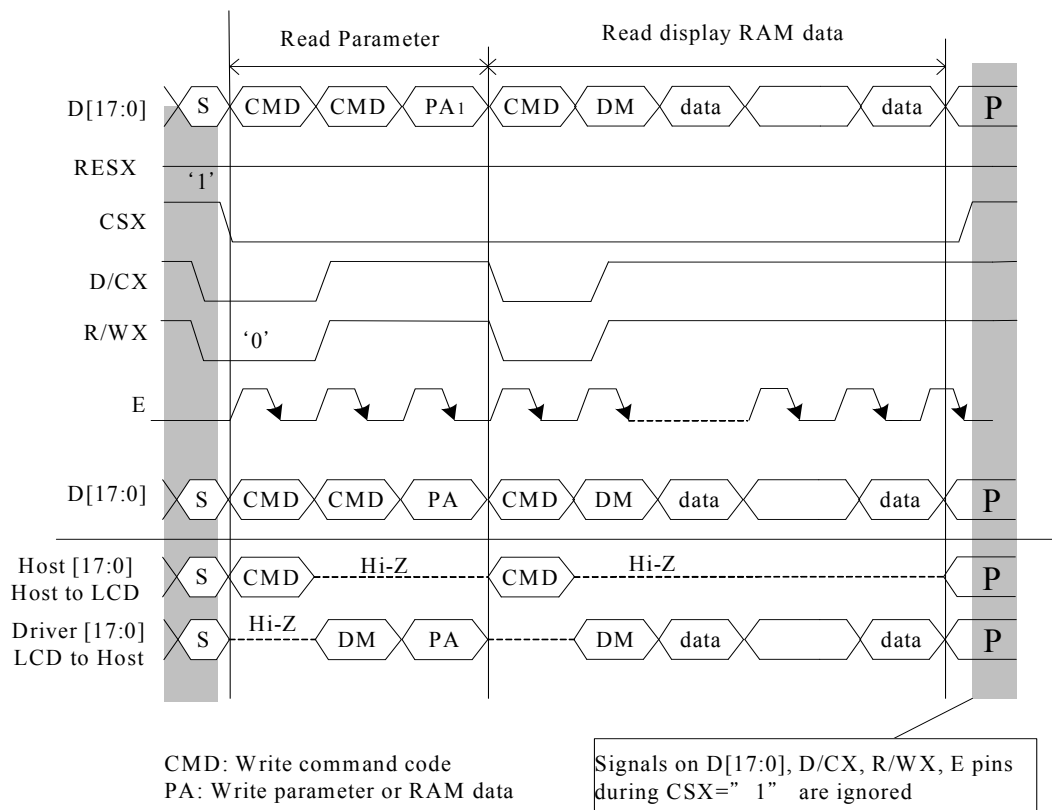 Read Parameter
Read display RAM data
D[17:0] S CMD CMD PA1 CMD DM data data P
RESX
‘1’
CSX
D/CX
R/WX ‘0’
E
D[17:0] S CMD CMD PA CMD DM data data P
Host [17:0] S CMD Hi-Z CMD Hi-Z P
Host to LCD
Driver [17:0] S Hi-Z DM PA DM data data P
LCD to Host
CMD: Write command code
PA: Write parameter or RAM data
Signals on D[17:0], D/CX, R/WX, E pins
during CSX=” 1” are ignored